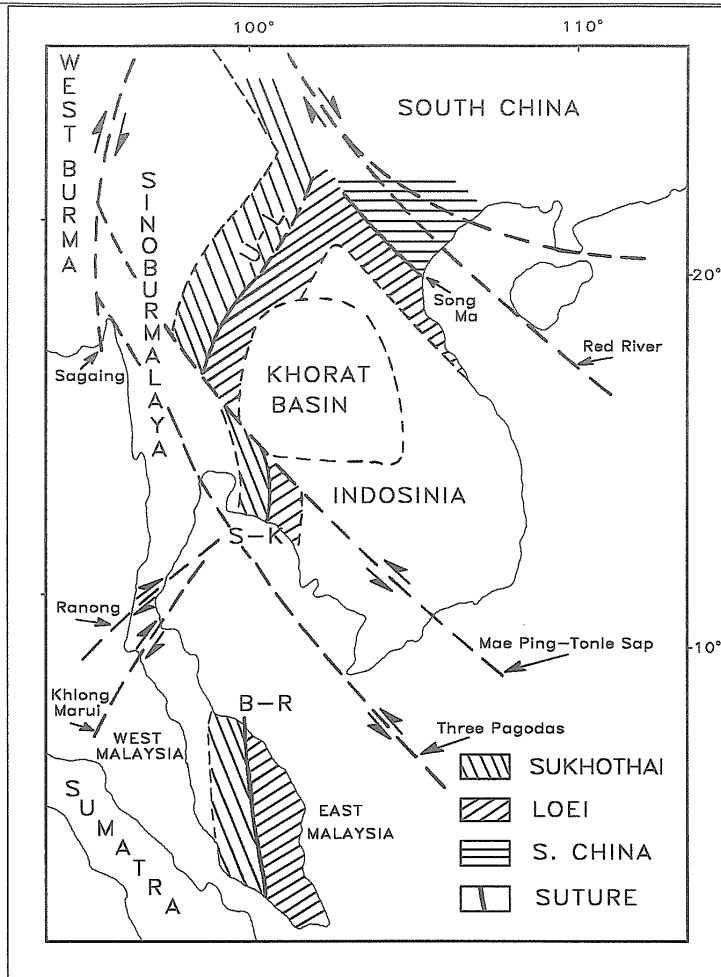 100°
110°
WEST BURMA
SINOBURMALAYA
SOUTH CHINA
U-N
20°
Song
Ma
Red River
Sagaing
KHORAT
BASIN
INDOSINIA
S-K
Ranong
Mae Ping-Tonle Sap
10°
Khlong
Marui
B-R
Three Pagodas
WEST
MALAYSIA
EAST
MALAYSIA
SUMATRA
SUKHOTHAI
LOEI
S. CHINA
SUTURE